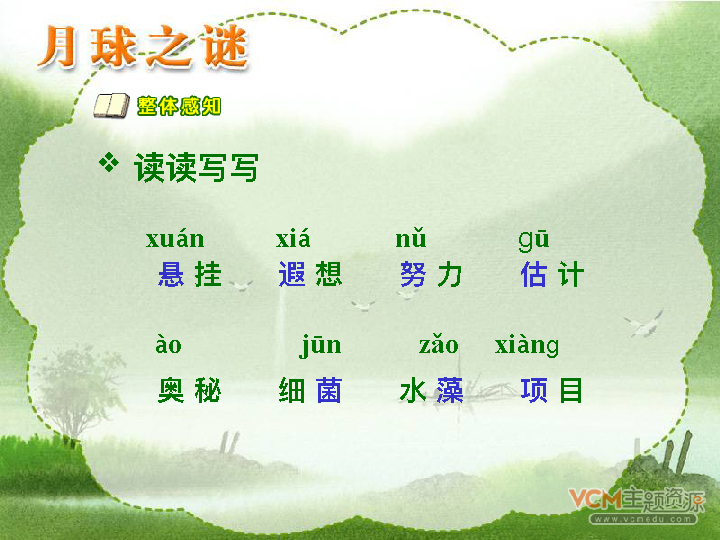 月球之谜
整体感知
读读写写
xuán xiá nǔ gū
悬挂 遐想 努力 估计
ào jūn zǎo xiàng
奥秘 细菌 水藻 项目
VCM主题资源
www.vcmedu.com